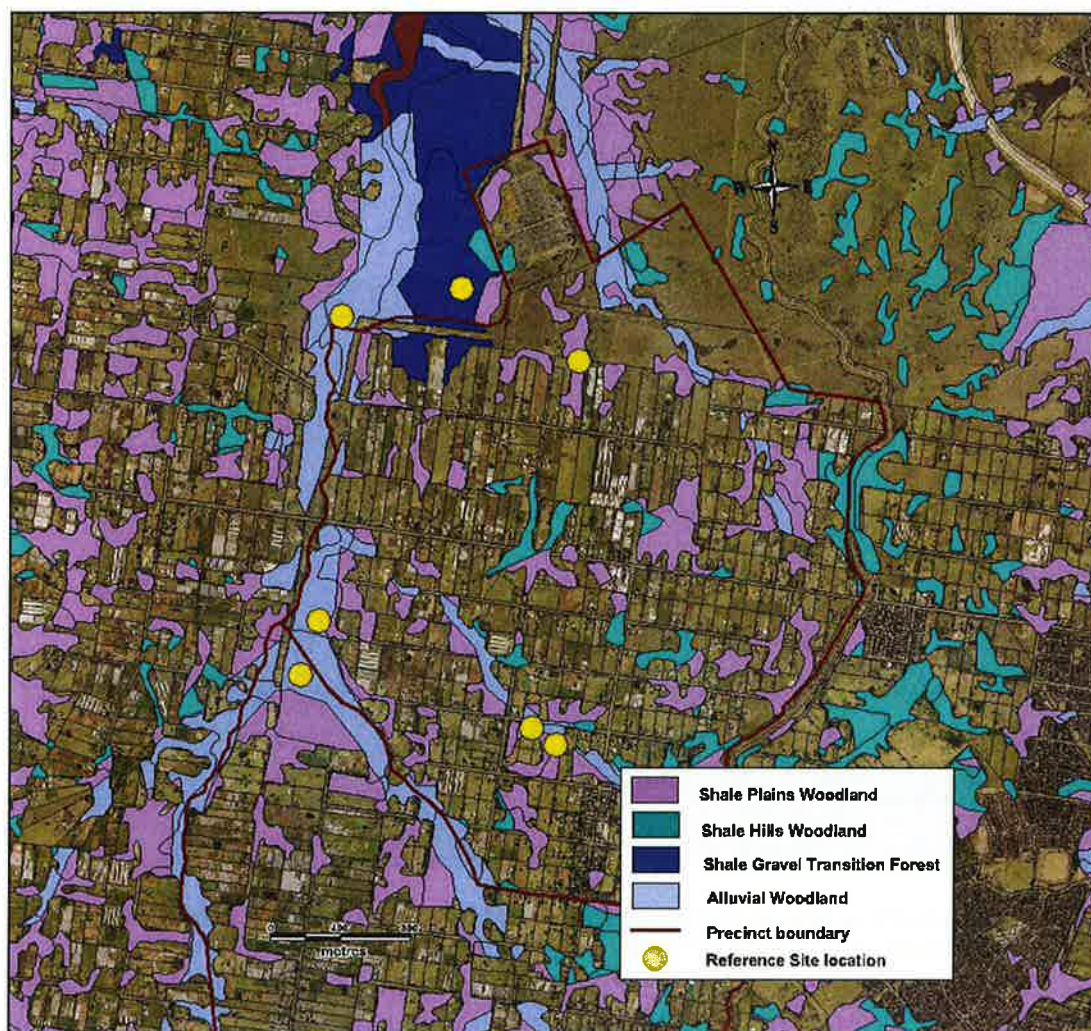 metres
Shale Plains Woodland
Shale Hills Woodland
Shale Gravel Transition Forest
Alluvial Woodland
Precinct boundary
Reference Site location